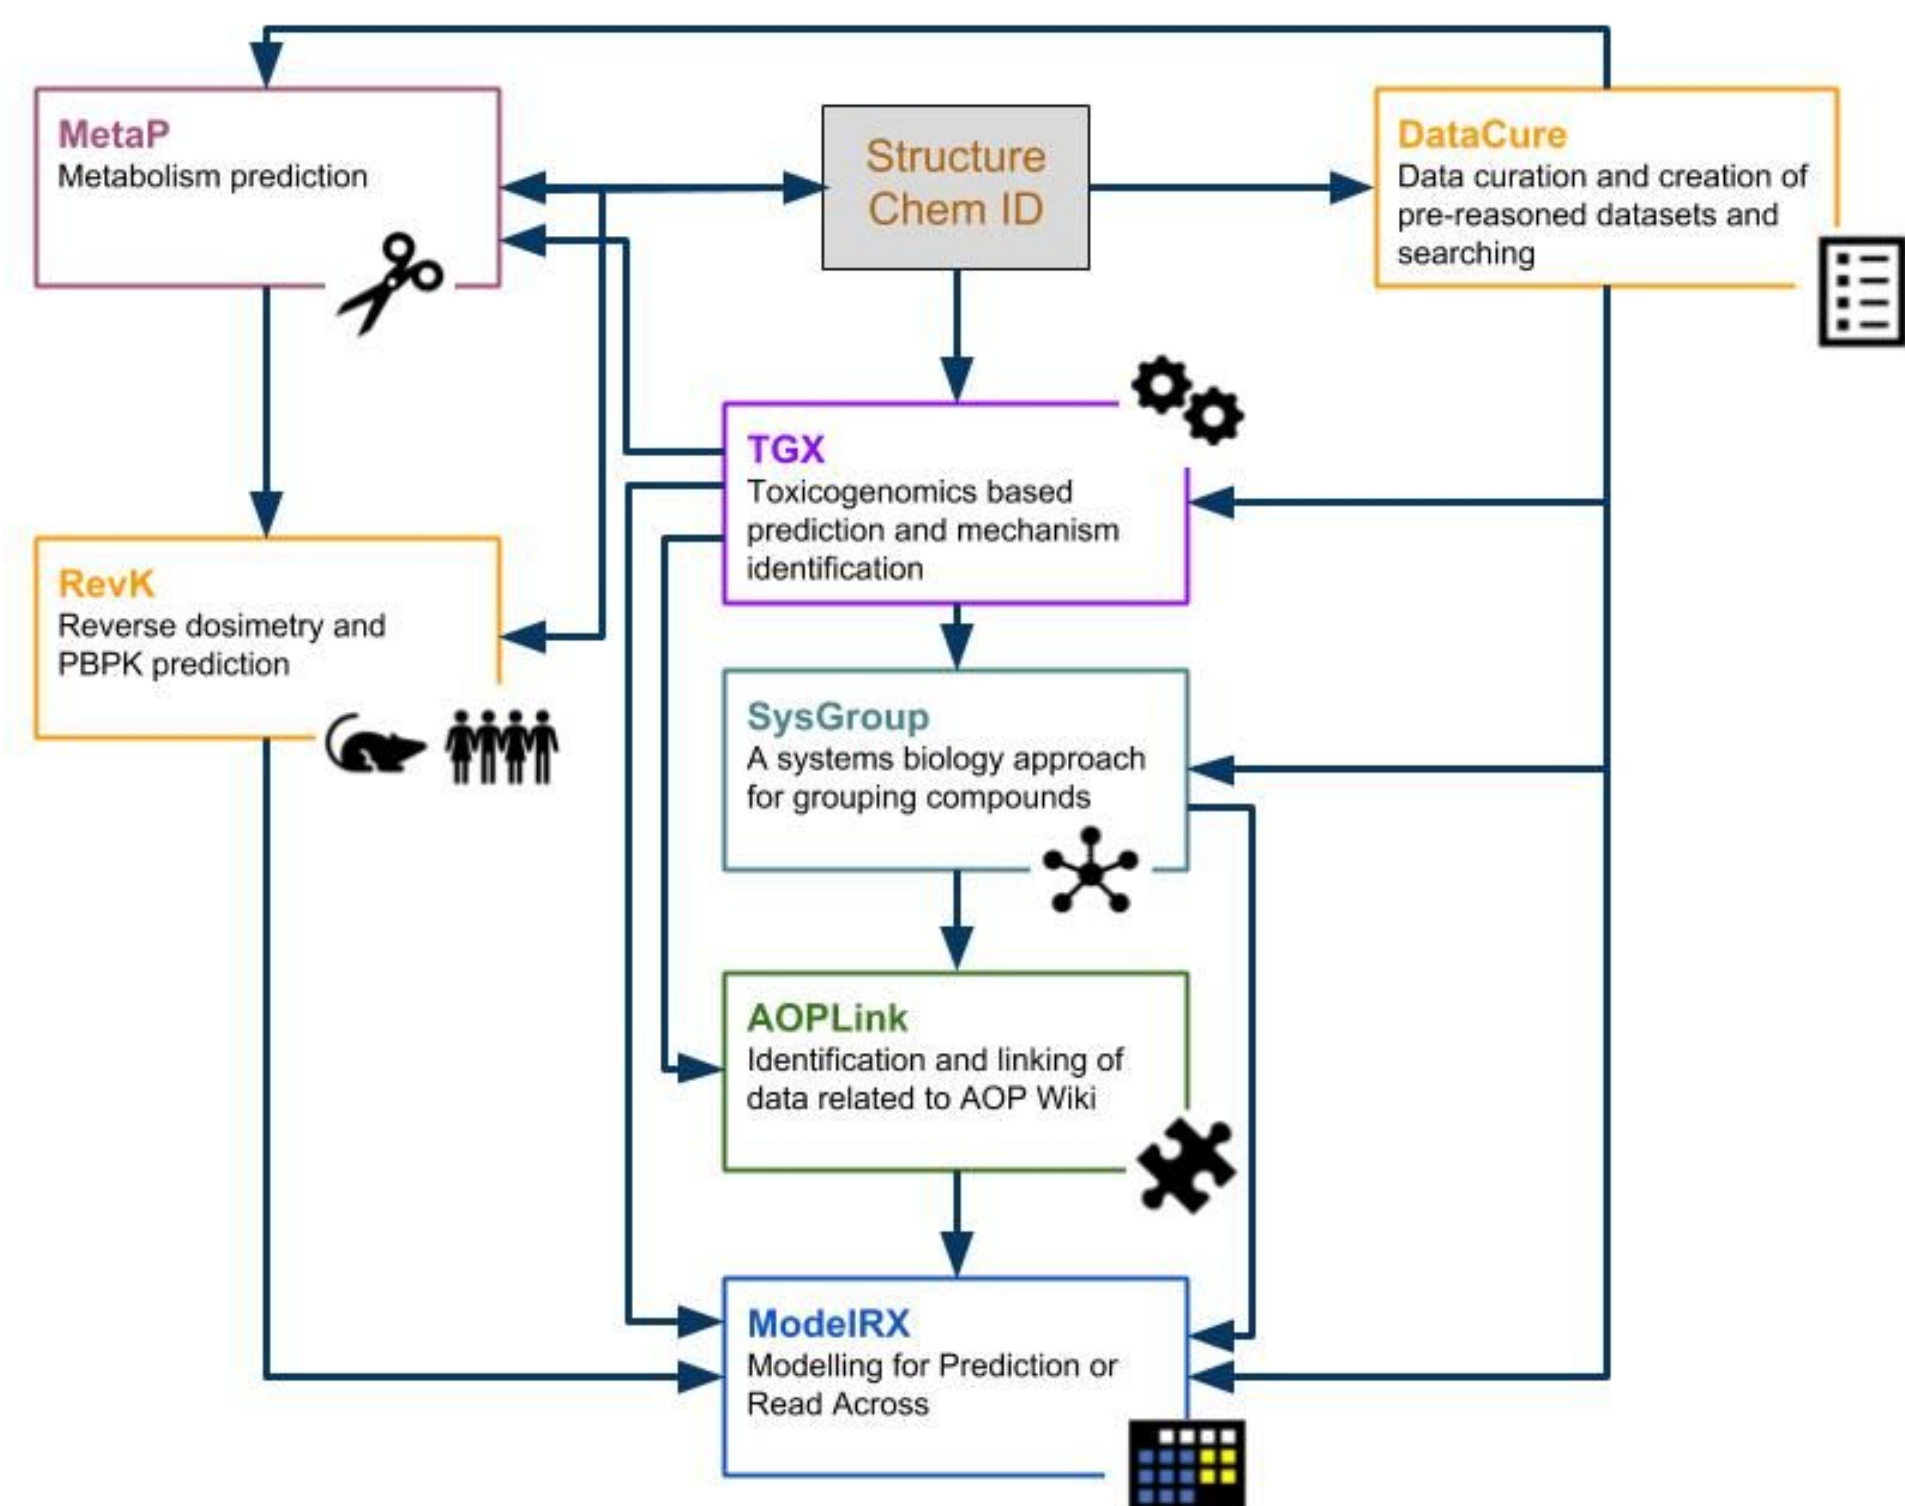 MetaP
Metabolism prediction
Structure
Chem ID
DataCure
Data curation and creation of
pre-reasoned datasets and
searching
TGX
Toxicogenomics based
prediction and mechanism
identification
RevK
Reverse dosimetry and
PBPK prediction
SysGroup
A systems biology approach
for grouping compounds
AOPLink
Identification and linking of
data related to AOP Wiki
ModelRX
Modelling for Prediction or
Read Across